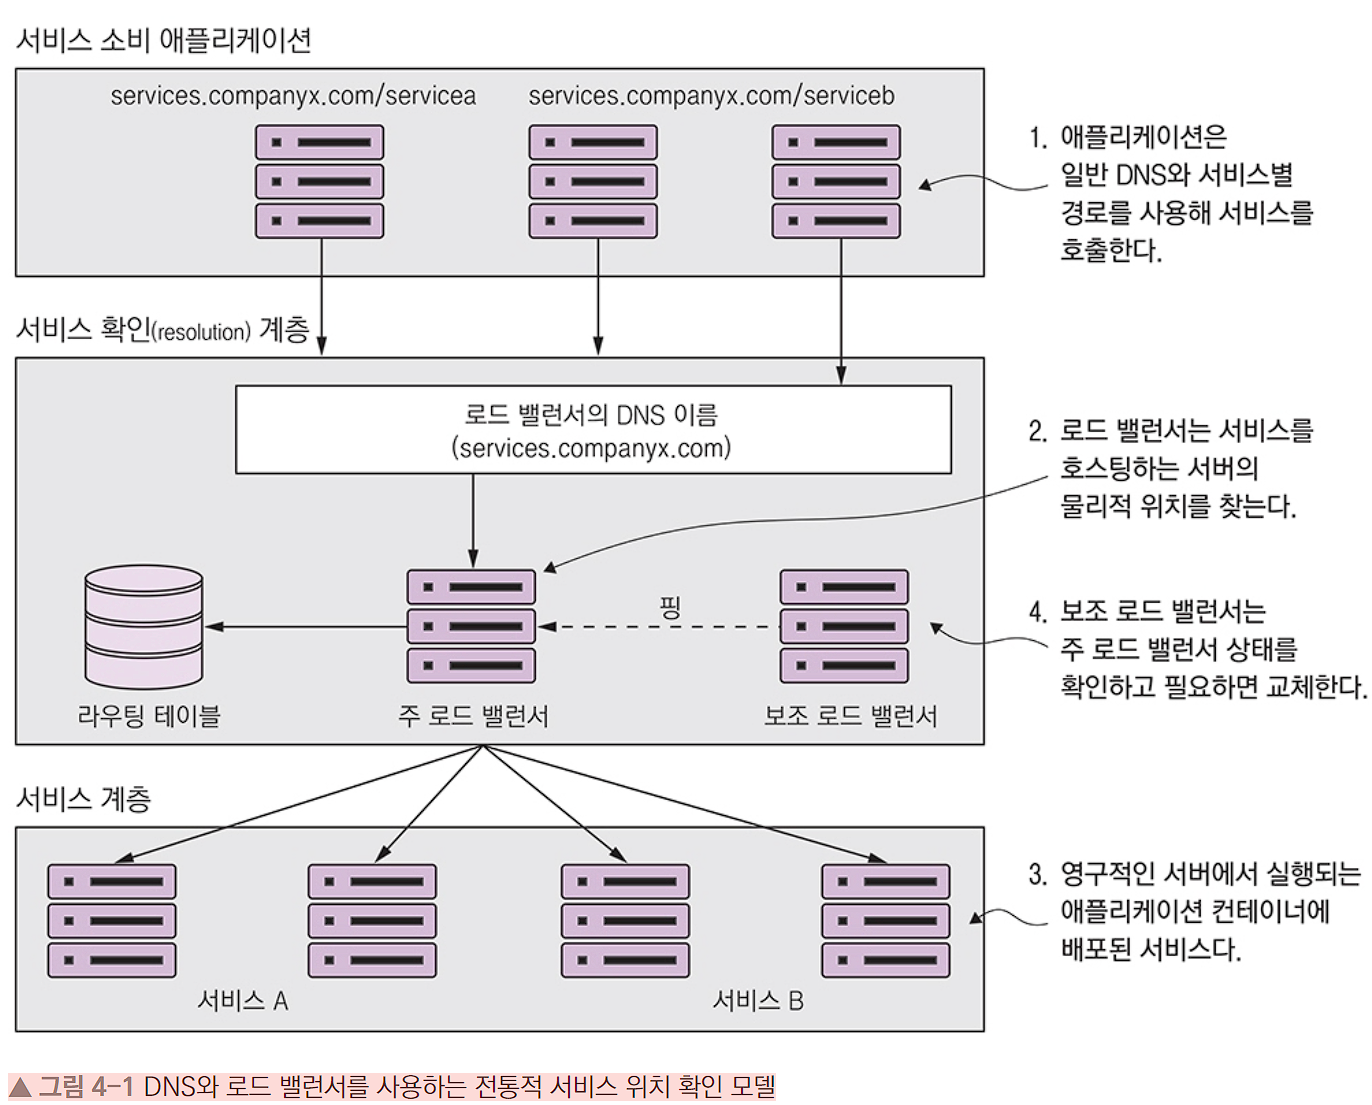 서비스 소비 애플리케이션
services.companyx.com/servicea
services.companyx.com/serviceb
1. 애플리케이션은
일반 DNS와 서비스별
경로를 사용해 서비스를
호출한다.
서비스 확인(resolution) 계층
로드 밸런서의 DNS 이름
(services.companyx.com)
2. 로드 밸런서는 서비스를
호스팅하는 서버의
물리적 위치를 찾는다.
핑
4. 보조 로드 밸런서는
주 로드 밸런서 상태를
확인하고 필요하면 교체한다.
라우팅 테이블
주 로드 밸런서
보조 로드 밸런서
서비스 계층
3. 영구적인 서버에서 실행되는
애플리케이션 컨테이너에
배포된 서비스다.
서비스 A
서비스 B
▲ 그림 4-1 DNS와 로드 밸런서를 사용하는 전통적 서비스 위치 확인 모델